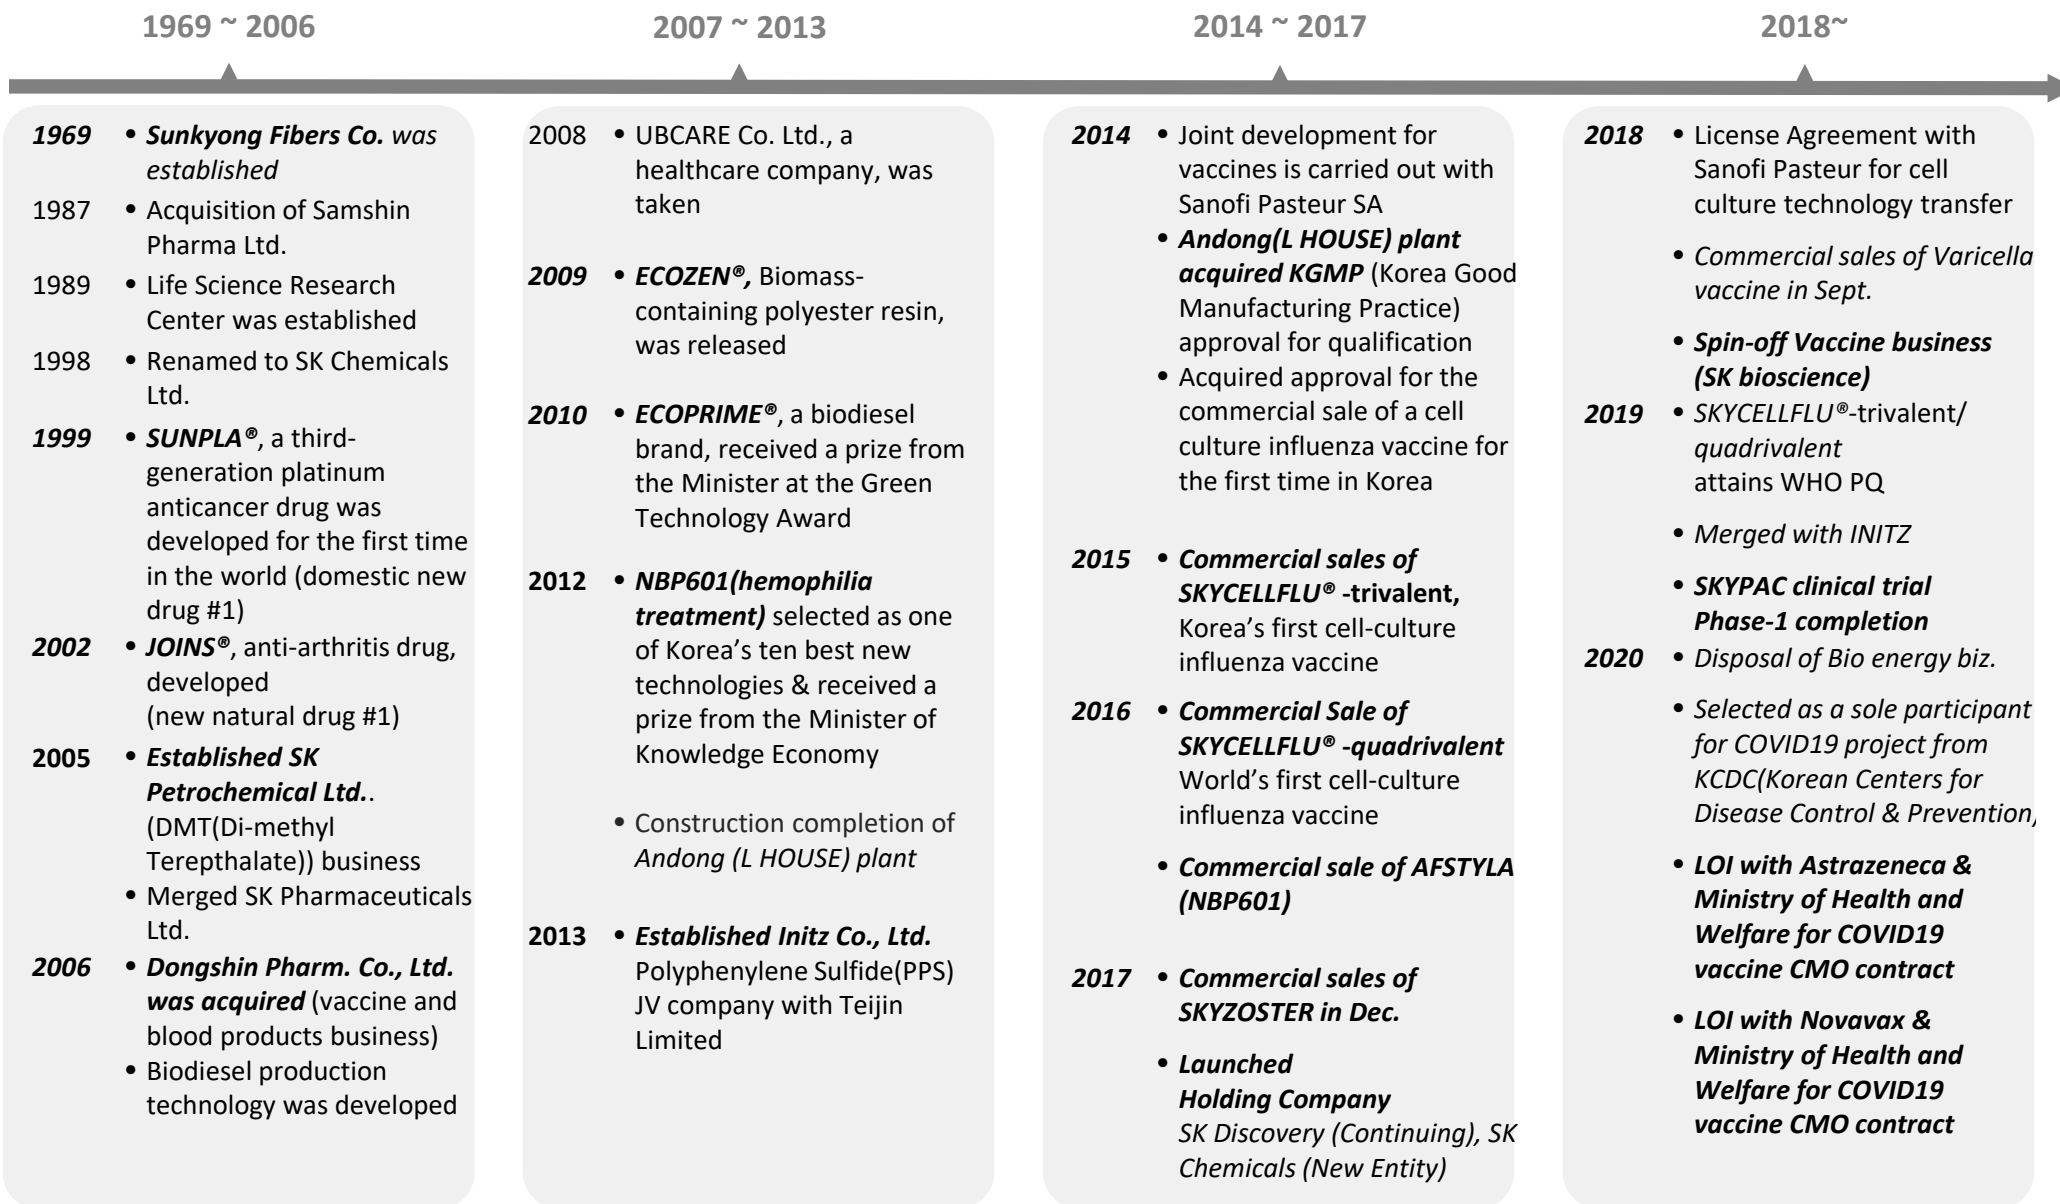 1969 ~ 2006
2007 ~ 2013
2014 ~ 2017
2018~
1969 • Sunkyong Fibers Co. was
established
1987 • Acquisition of Samshin
Pharma Ltd.
1989 • Life Science Research
Center was established
1998 • Renamed to SK Chemicals
Ltd.
1999 • SUNPLA®, a third-
generation platinum
anticancer drug was
developed for the first time
in the world (domestic new
drug #1)
2002 • JOINS®, anti-arthritis drug,
developed
(new natural drug #1)
2005 • Established SK
Petrochemical Ltd..
(DMT(Di-methyl
Terepthalate)) business
• Merged SK Pharmaceuticals
Ltd.
2006 • Dongshin Pharm. Co., Ltd.
was acquired (vaccine and
blood products business)
• Biodiesel production
technology was developed
2008 • UBCARE Co. Ltd., a
healthcare company, was
taken
2009 • ECOZEN®, Biomass-
containing polyester resin,
was released
2010 • ECOPRIME®, a biodiesel
brand, received a prize from
the Minister at the Green
Technology Award
2012 • NBP601(hemophilia
treatment) selected as one
of Korea's ten best new
technologies & received a
prize from the Minister of
Knowledge Economy
• Construction completion of
Andong (L HOUSE) plant
2013 • Established Initz Co., Ltd.
Polyphenylene Sulfide(PPS)
JV company with Teijin
Limited
2014 • Joint development for
vaccines is carried out with
Sanofi Pasteur SA
• Andong(L HOUSE) plant
acquired KGMP (Korea Good
Manufacturing Practice)
approval for qualification
• Acquired approval for the
commercial sale of a cell
culture influenza vaccine for
the first time in Korea
2015 • Commercial sales of
SKYCELLFLU® -trivalent,
Korea's first cell-culture
influenza vaccine
2016 • Commercial Sale of
SKYCELLFLU® -quadrivalent
World's first cell-culture
influenza vaccine
• Commercial sale of AFSTYLA
(NBP601)
2017 • Commercial sales of
SKYZOSTER in Dec.
• Launched
Holding Company
SK Discovery (Continuing), SK
Chemicals (New Entity)
2018 • License Agreement with
Sanofi Pasteur for cell
culture technology transfer
• Commercial sales of Varicella
vaccine in Sept.
• Spin-off Vaccine business
(SK bioscience)
2019 • SKYCELLFLU®-trivalent/
quadrivalent
attains WHO PQ
• Merged with INITZ
• SKYPAC clinical trial
Phase-1 completion
2020 • Disposal of Bio energy biz.
• Selected as a sole participant
for COVID19 project from
KCDC(Korean Centers for
Disease Control & Prevention)
• LOI with Astrazeneca &
Ministry of Health and
Welfare for COVID19
vaccine CMO contract
• LOI with Novavax &
Ministry of Health and
Welfare for COVID19
vaccine CMO contract